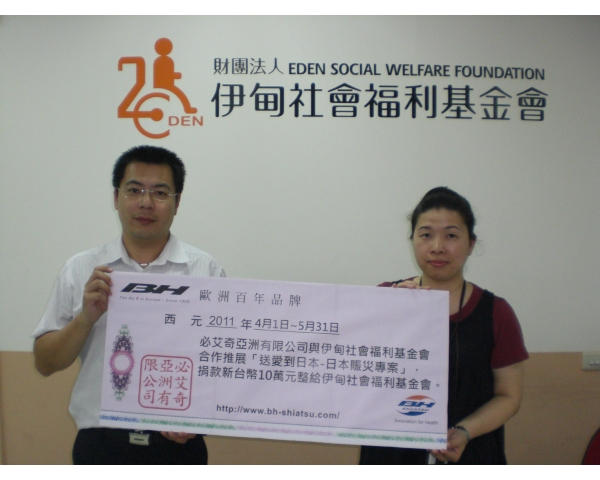 財團法人 EDEN SOCIAL WELFARE FOUNDATION
伊甸社會福利基金會
EDEN
BH 歐洲百年品牌
西 元 2011 年 4月1日~5月31日
必艾奇亞洲有限公司與伊甸社會福利基金會
合作推展「送愛到日本-日本賑災專案」，
捐款新台幣10萬元整給伊甸社會福利基金會。
必艾奇
亞洲有
限公司
http://www.bh-shiatsu.com/
BH
Innovation for Health